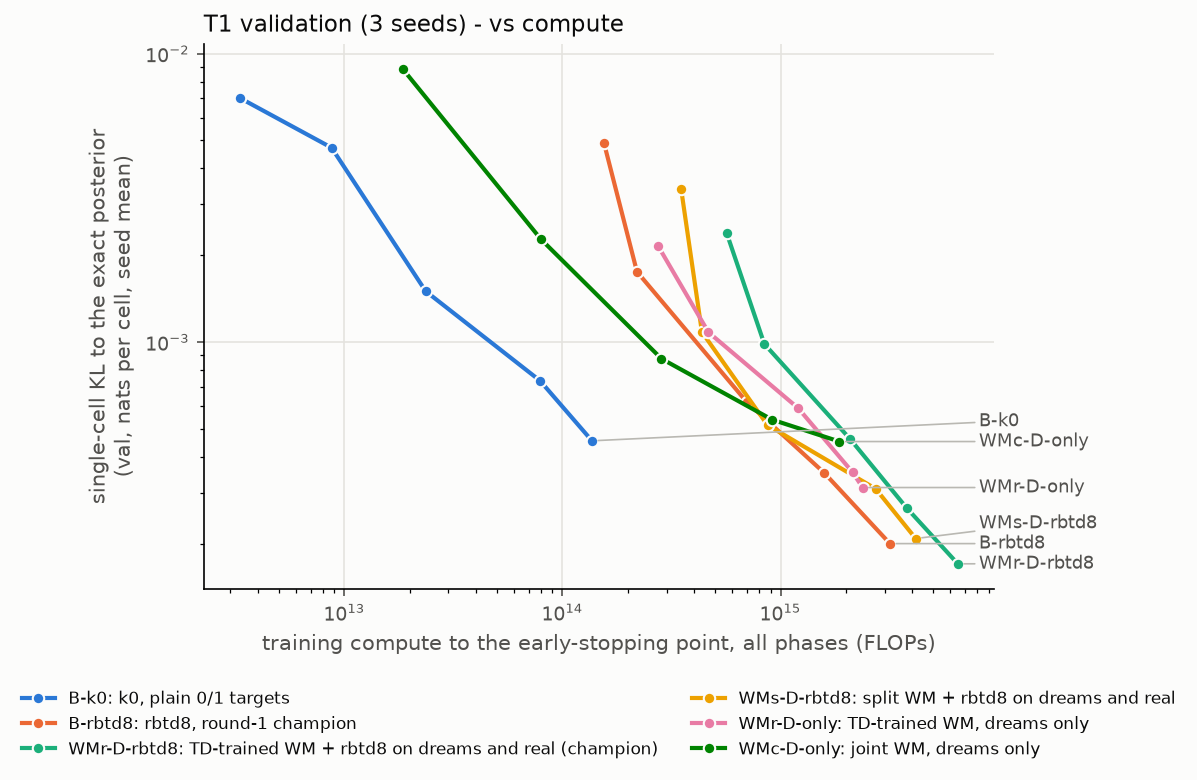 T1 validation (3 seeds) - vs compute
single-cell KL to the exact posterior
(val, nats per cell, seed mean)
10⁻²
10⁻³
B-k0
WMc-D-only
WMr-D-only
WMs-D-rbtd8
B-rbtd8
WMr-D-rbtd8
10¹³
10¹⁴
10¹⁵
training compute to the early-stopping point, all phases (FLOPs)
B-k0: k0, plain 0/1 targets
B-rbtd8: rbtd8, round-1 champion
WMr-D-rbtd8: TD-trained WM + rbtd8 on dreams and real (champion)
WMs-D-rbtd8: split WM + rbtd8 on dreams and real
WMr-D-only: TD-trained WM, dreams only
WMc-D-only: joint WM, dreams only